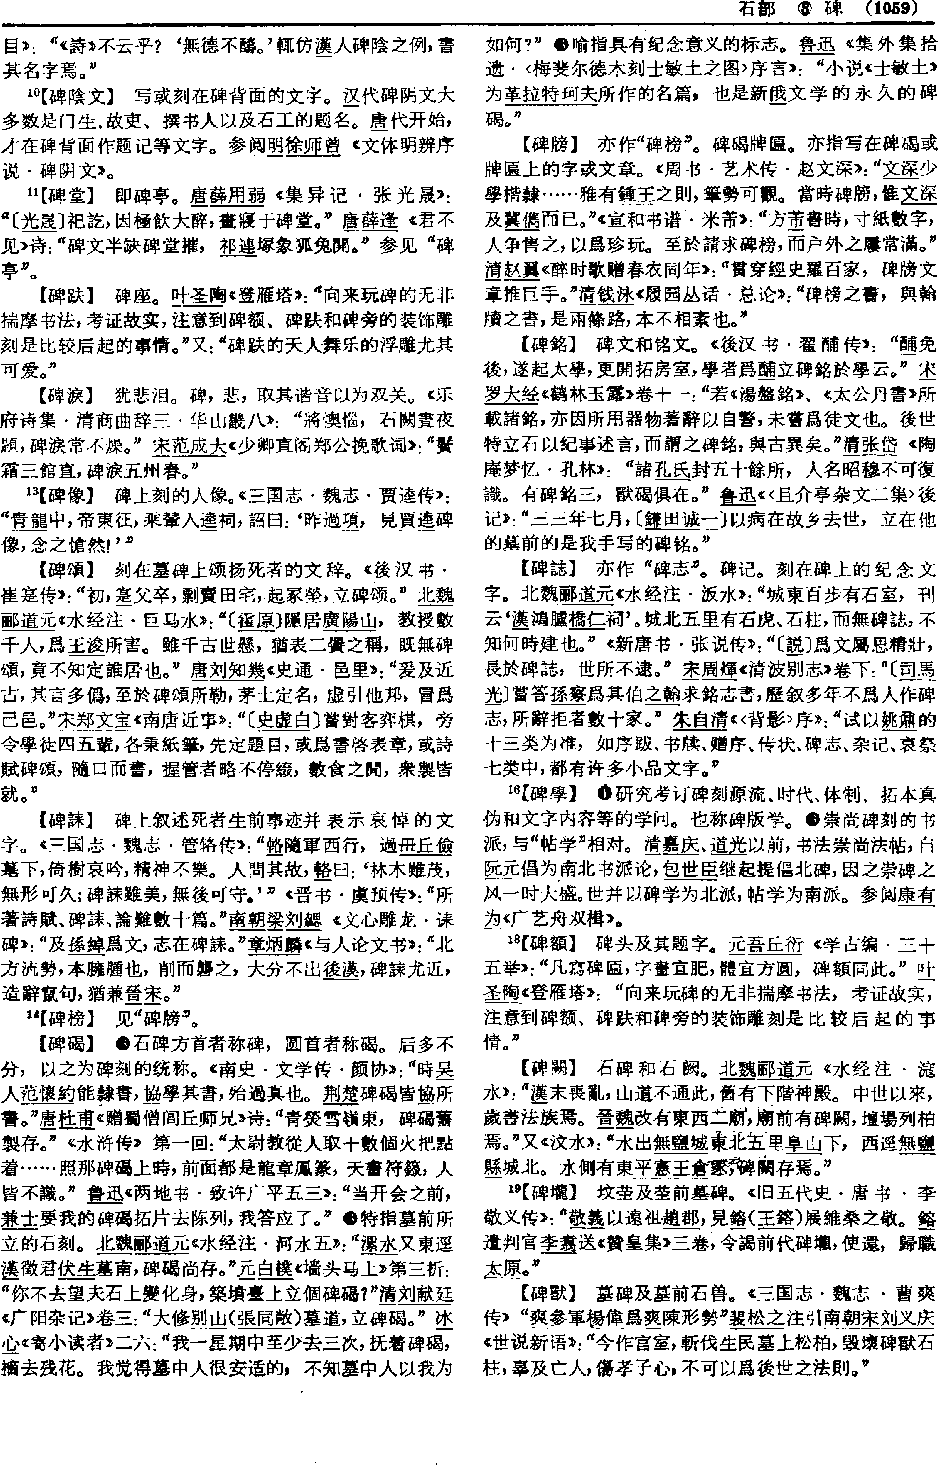 石部 ⑧ 碑 (1059)
目》：“《詩》不云乎？‘無德不酬。’輒仿漢人碑陰之例，書
其名字焉。”
10【碑陰文】 写或刻在碑背面的文字。汉代碑阴文大
多数是门生、故吏、撰书人以及石工的题名。唐代开始，
才在碑背面作题记等文字。参阅明徐师曾《文体明辨序
说·碑阴文》。
11【碑堂】 即碑亭。唐薛用弱《集异记·张光晟》：
“〔光晟〕祀訖，因極飲大醉，晝寢于碑堂。”唐薛逢《君不
见》诗：“碑文半缺碑堂摧，祁連塚象狐兔開。”参见“碑
亭”。
【碑趺】 碑座。叶圣陶《登雁塔》：“向来玩碑的无非
揣摩书法，考证故实，注意到碑额、碑趺和碑旁的装饰雕
刻是比较后起的事情。”又：“碑趺的天人舞乐的浮雕尤其
可爱。”
【碑淚】 犹悲泪。碑，悲，取其谐音以为双关。《乐
府诗集·清商曲辞三·华山畿八》：“將懊惱，石闕晝夜
題，碑淚常不燥。”宋范成大《少卿直阁郑公挽歌词》：“鬢
霜三館直，碑淚五州春。”
13【碑像】 碑上刻的人像。《三国志·魏志·賈逵传》：
“青龍中，帝東征，乘輦入逵祠，詔曰：‘昨過項，見賈逵碑
像，念之愴然！’”
【碑頌】 刻在墓碑上颂扬死者的文辞。《後汉书·
崔寔传》：“初，寔父卒，剽賣田宅，起冢塋，立碑頌。”北魏
郦道元《水经注·巨马水》：“〔霍原〕隱居廣陽山，教授數
千人，爲王浚所害。雖千古世懸，猶表二黌之稱，既無碑
頌，竟不知定誰居也。”唐刘知幾《史通·邑里》：“爰及近
古，其言多僞，至於碑頌所勒，茅土定名，虛引他邦，冒爲
己邑。”宋郑文宝《南唐近事》：“〔史虛白〕嘗對客弈棋，旁
令學徒四五輩，各秉紙筆，先定題目，或爲書啓表章，或詩
賦碑頌，隨口而書，握管者略不停綴，數食之間，衆製皆
就。”
【碑誄】 碑上叙述死者生前事迹并表示哀悼的文
字。《三国志·魏志·管辂传》：“輅隨軍西行，過毌丘儉
墓下，倚樹哀吟，精神不樂。人問其故，輅曰：‘林木雖茂，
無形可久；碑誄雖美，無後可守。’”《晋书·虞预传》：“所
著詩賦、碑誄、論難數十篇。”南朝梁刘勰《文心雕龙·诔
碑》：“及孫綽爲文，志在碑誄。”章炳麟《与人论文书》：“北
方流勢，本臃腫也，削而礱之，大分不出後漢，碑誄尤近，
造辭竄句，猶兼晉宋。”
14【碑榜】 见“碑牓”。
【碑碣】 ❶石碑方首者称碑，圆首者称碣。后多不
分，以之为碑刻的统称。《南史·文学传·颜协》：“時吳
人范懷約能隸書，協學其書，殆過真也。荆楚碑碣皆協所
書。”唐杜甫《赠蜀僧闾丘师兄》诗：“青熒雪嶺東，碑碣舊
製存。”《水浒传》第一回：“太尉教從人取十數個火把點
着……照那碑碣上時，前面都是龍章鳳篆，天書符籙，人
皆不識。”鲁迅《两地书·致许广平五三》：“当开会之前，
兼士要我的碑碣拓片去陈列，我答应了。”❷特指墓前所
立的石刻。北魏郦道元《水经注·河水五》：“漯水又東逕
漢徵君伏生墓南，碑碣尚存。”元白樸《墙头马上》第三折：
“你不去望夫石上變化身，築墳臺上立個碑碣？”清刘献廷
《广阳杂记》卷三：“大修别山（張同敞）墓道，立碑碣。”冰
心《寄小读者》二六：“我一星期中至少去三次，抚着碑碣，
摘去残花。我觉得墓中人很安适的，不知墓中人以我为
如何？”❸喻指具有纪念意义的标志。鲁迅《集外集拾
遗·〈梅斐尔德木刻士敏土之图〉序言》：“小说《士敏土》
为革拉特珂夫所作的名篇，也是新俄文学的永久的碑
碣。”
【碑牓】 亦作“碑榜”。碑碣牌匾。亦指写在碑碣或
牌匾上的字或文章。《周书·艺术传·赵文深》：“文深少
學楷隸……雅有鍾王之則，筆勢可觀。當時碑牓，惟文深
及冀儁而已。”《宣和书谱·米芾》：“方芾書時，寸紙數字，
人争售之，以爲珍玩。至於請求碑榜，而户外之屨常滿。”
清赵翼《醉时歌赠春农同年》：“貫穿經史羅百家，碑牓文
章推巨手。”清钱泳《履园丛话·总论》：“碑榜之書，與翰
牘之書，是兩條路，本不相紊也。”
【碑銘】 碑文和铭文。《後汉书·翟酺传》：“酺免
後，遂起太學，更開拓房室，學者爲酺立碑銘於學云。”宋
罗大经《鹤林玉露》卷十一：“若《湯盤銘》、《太公丹書》所
載諸銘，亦因所用器物著辭以自警，未嘗爲徒文也。後世
特立石以紀事述言，而謂之碑銘，與古異矣。”清张岱《陶
庵梦忆·孔林》：“諸孔氏封五十餘所，人名昭穆不可復
識。有碑銘三，獸碣俱在。”鲁迅《〈且介亭杂文二集〉後
记》：“三三年七月，〔鎌田诚一〕以病在故乡去世，立在他
的墓前的是我手写的碑铭。”
【碑誌】 亦作“碑志”。碑记。刻在碑上的纪念文
字。北魏郦道元《水经注·汳水》：“城東百步有石室，刊
云‘漢鴻臚橋仁祠’。城北五里有石虎、石柱，而無碑誌，不
知何時建也。”《新唐书·张说传》：“〔説〕爲文屬思精壯，
長於碑誌，世所不逮。”宋周煇《清波别志》卷下：“〔司馬
光〕嘗答孫察爲其伯之翰求銘志書，歷叙多年不爲人作碑
志，所辭拒者數十家。”朱自清《〈背影〉序》：“试以姚鼐的
十三类为准，如序跋、书牍、赠序、传状、碑志、杂记、哀祭
七类中，都有许多小品文字。”
16【碑學】 ❶研究考订碑刻源流、时代、体制、拓本真
伪和文字内容等的学问。也称碑版学。❷崇尚碑刻的书
派，与“帖学”相对。清嘉庆、道光以前，书法崇尚法帖，自
阮元倡为南北书派论，包世臣继起提倡北碑，因之崇碑之
风一时大盛。世并以碑学为北派，帖学为南派。参阅康有
为《广艺舟双楫》。
18【碑額】 碑头及其题字。元吾丘衍《学古编·三十
五举》：“凡寫碑匾，字畫宜肥，體宜方圓，碑額同此。”叶
圣陶《登雁塔》：“向来玩碑的无非揣摩书法，考证故实，
注意到碑额、碑趺和碑旁的装饰雕刻是比较后起的事
情。”
【碑闕】 石碑和石阙。北魏郦道元《水经注·滱
水》：“漢末喪亂，山道不通，此舊有下階神殿。中世以來，
歲書法族焉。晉魏改有東西二廟，廟前有碑闕，壇場列柏
焉。”又《汶水》：“水出無鹽城東北五里阜山下，西逕無鹽
縣城北。水側有東平憲王倉冢，碑闕存焉。”
19【碑壠】 坟茔及茔前墓碑。《旧五代史·唐书·李
敬义传》：“敬義以遠祖趙郡，見鎔（王鎔）展維桑之敬。鎔
遣判官李翥送《贊皇集》三卷，令謁前代碑壠，使還，歸職
太原。”
【碑獸】 墓碑及墓前石兽。《三国志·魏志·曹爽
传》“爽參軍楊偉爲爽陳形勢”裴松之注引南朝宋刘义庆
《世说新语》：“今作宫室，斬伐生民墓上松柏，毁壞碑獸石
柱，辜及亡人，傷孝子心，不可以爲後世之法則。”